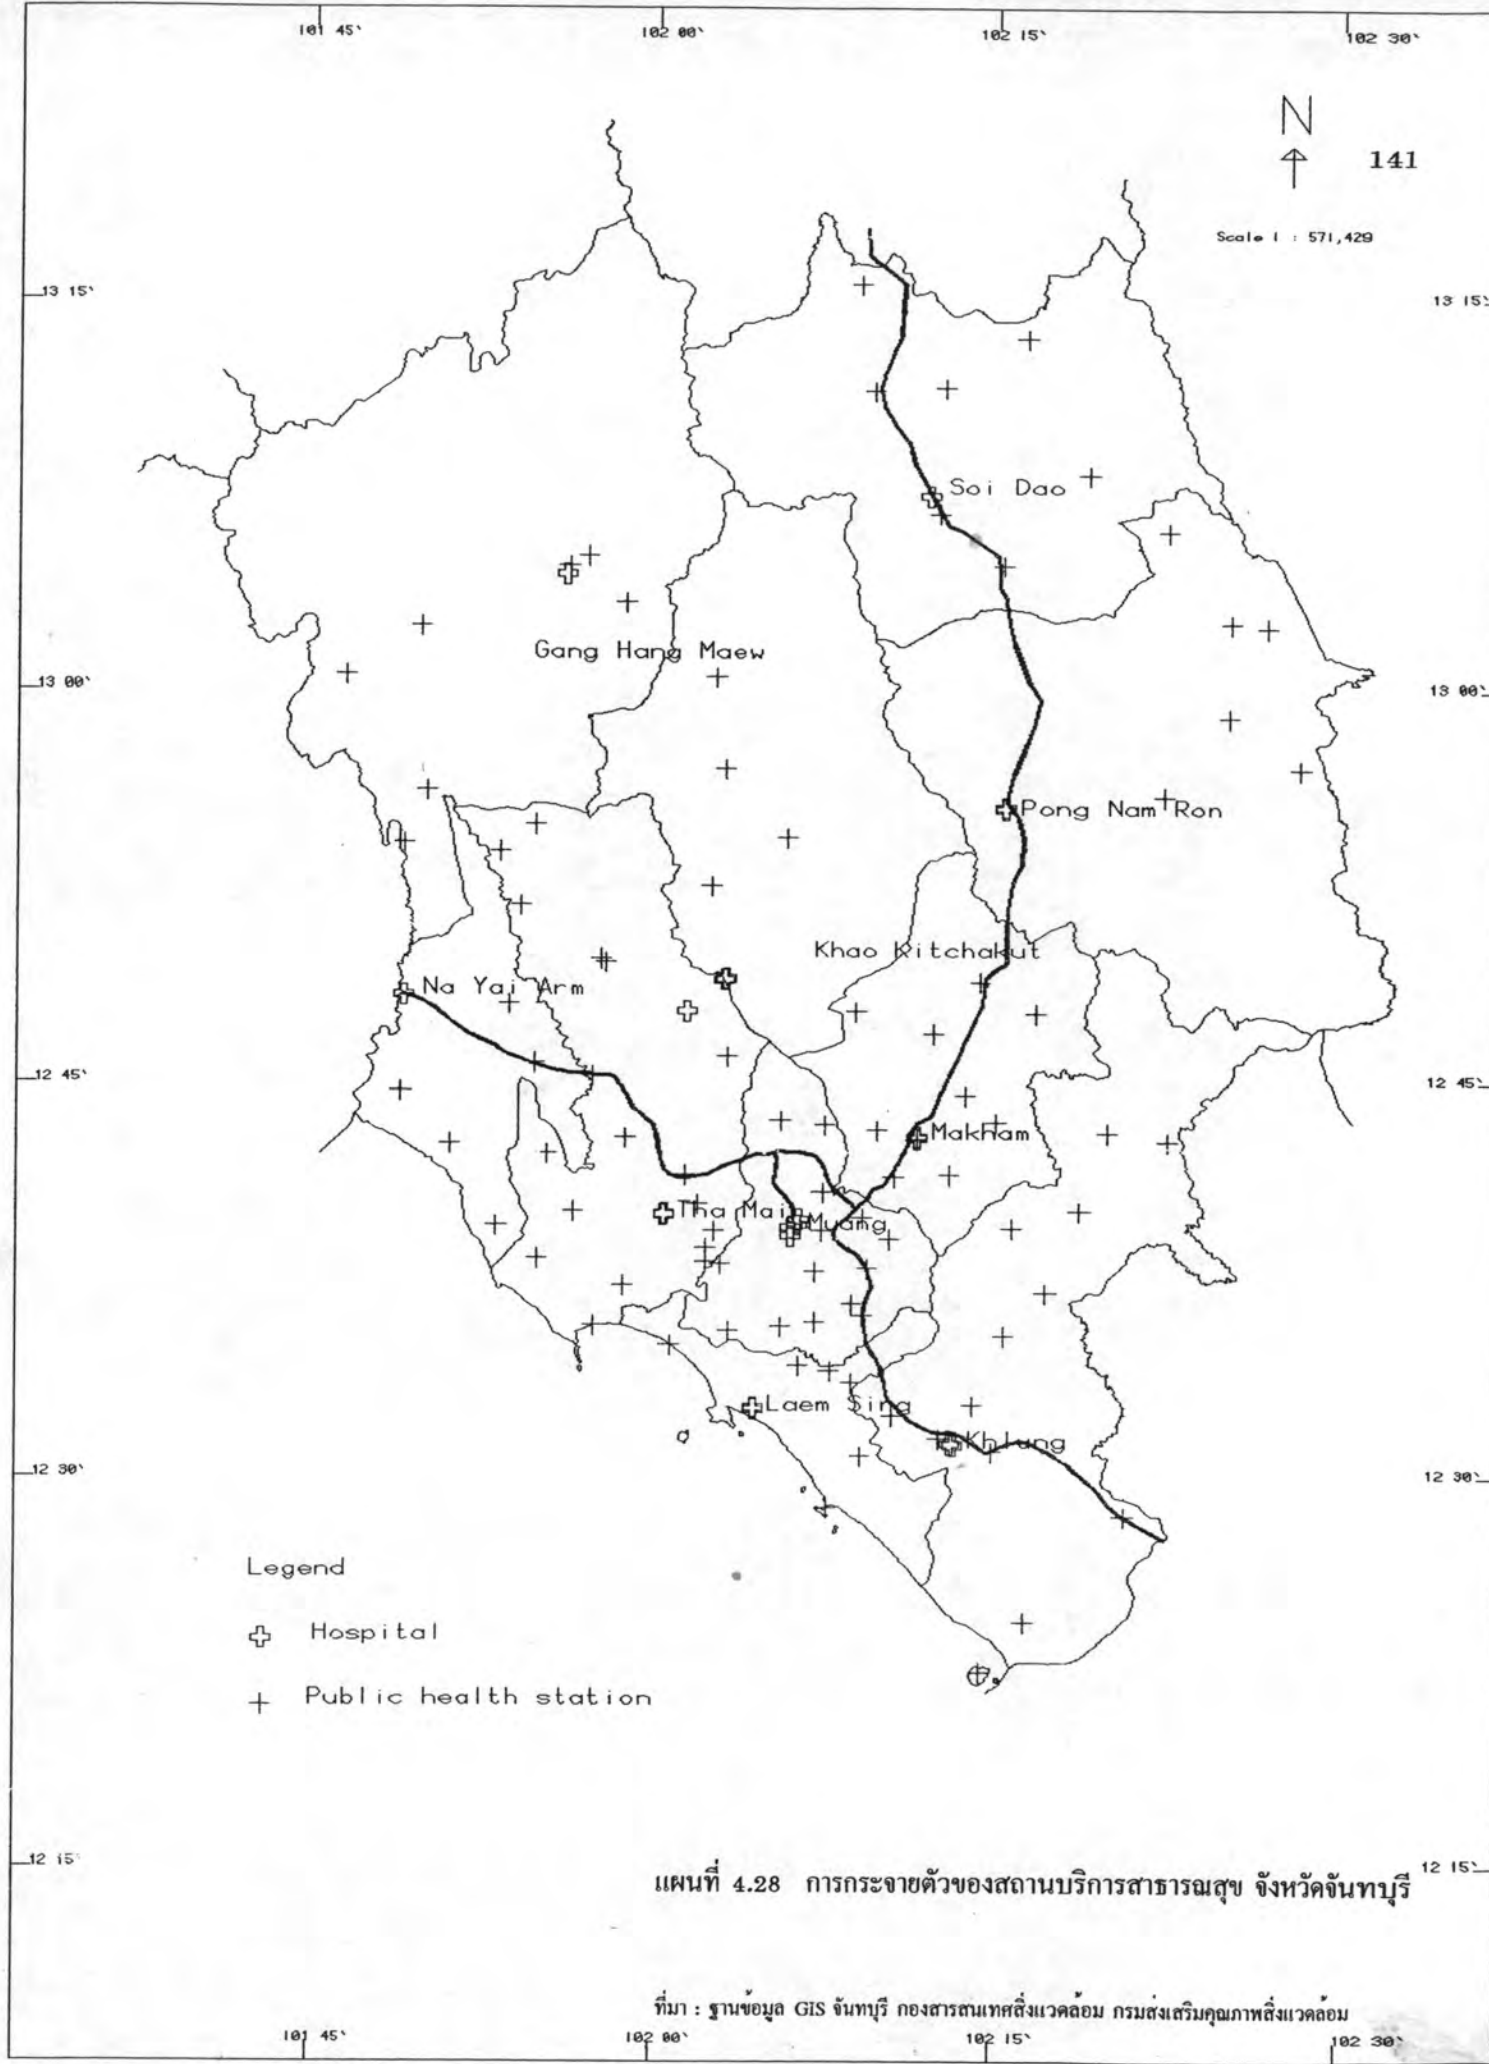 101 45` 102 00` 102 15` 102 30`
N
141
Scale 1 : 571,429
13 15` 13 15`
Soi Dao
Gang Hang Maew
13 00` 13 00`
Pong Nam Ron
Khao Kitchakut
Na Yai Arm
12 45` 12 45`
Makham
Tha Mai Muang
Laem Sing
Khlung
12 30` 12 30`
Legend
Hospital
Public health station
12 15` 12 15`
แผนที่ 4.28 การกระจายตัวของสถานบริการสาธารณสุข จังหวัดจันทบุรี
ที่มา : ฐานข้อมูล GIS จันทบุรี กองสารสนเทศสิ่งแวดล้อม กรมส่งเสริมคุณภาพสิ่งแวดล้อม
101 45` 102 00` 102 15` 102 30`